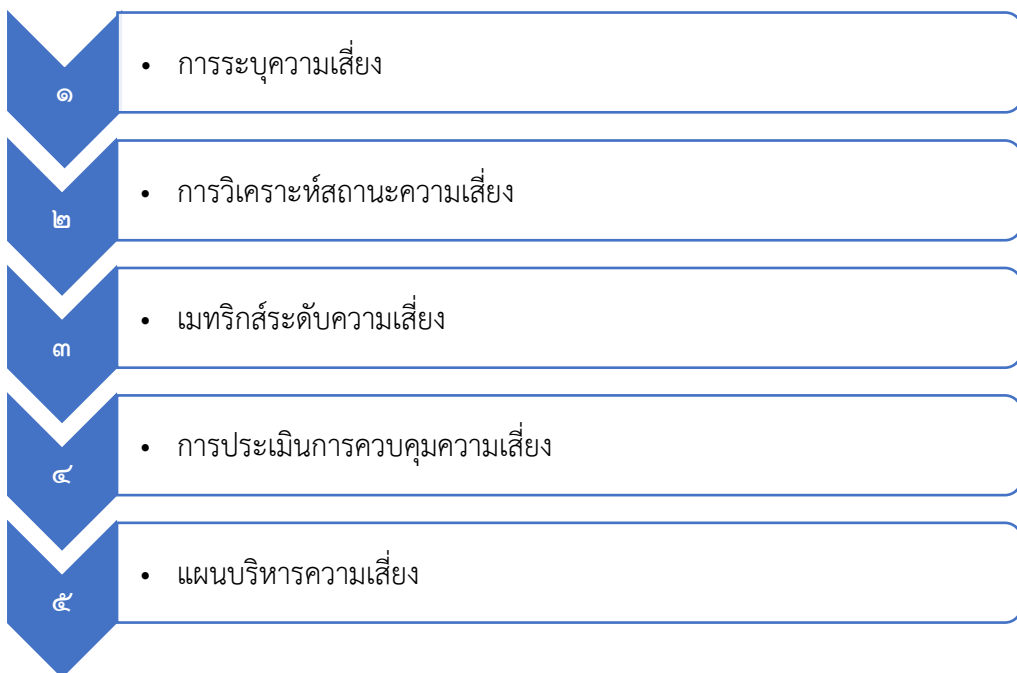 ๑
• การระบุความเสี่ยง
๒
• การวิเคราะห์สถานะความเสี่ยง
๓
• เมทริกส์ระดับความเสี่ยง
๔
• การประเมินการควบคุมความเสี่ยง
๕
• แผนบริหารความเสี่ยง